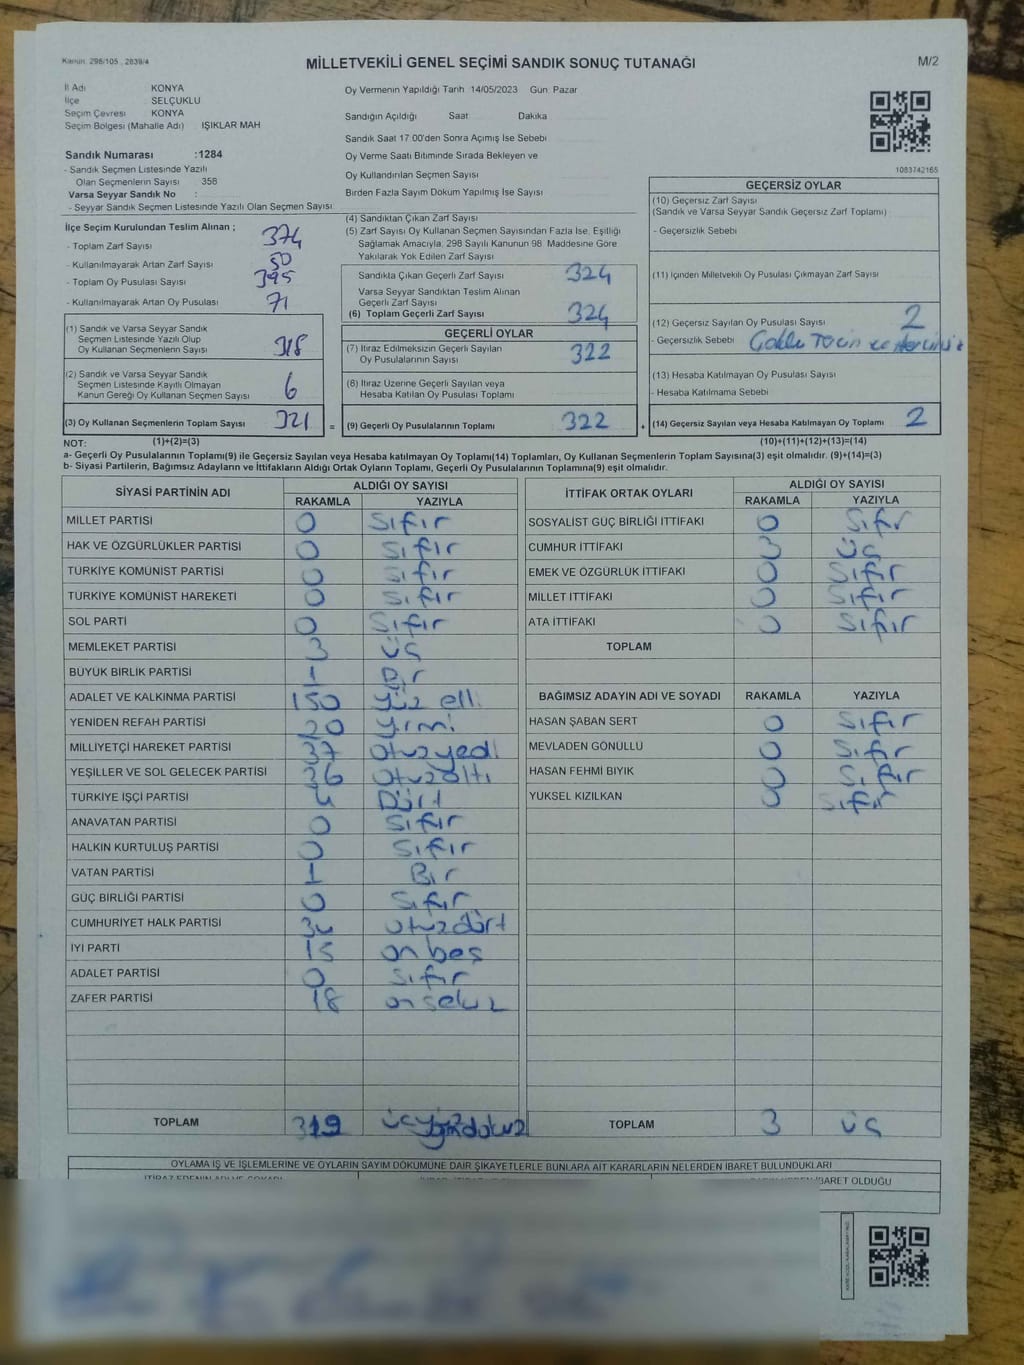 Kanun: 298/105 , 2839/4
MİLLETVEKİLİ GENEL SEÇİMİ SANDIK SONUÇ TUTANAĞI
M/2
İl Adı KONYA
İlçe SELÇUKLU
Seçim Çevresi KONYA
Seçim Bölgesi (Mahalle Adı) IŞIKLAR MAH
Sandık Numarası :1284
- Sandık Seçmen Listesinde Yazılı
Olan Seçmenlerin Sayısı 358
Varsa Seyyar Sandık No :
- Seyyar Sandık Seçmen Listesinde Yazılı Olan Seçmen Sayısı
Oy Vermenin Yapıldığı Tarih 14/05/2023 Gün: Pazar
Sandığın Açıldığı Saat Dakika
Sandık Saat 17:00'den Sonra Açımış İse Sebebi
Oy Verme Saati Bitiminde Sırada Bekleyen ve
Oy Kullandırılan Seçmen Sayısı
Birden Fazla Sayım Döküm Yapılmış İse Sayısı
1083742165
İlçe Seçim Kurulundan Teslim Alınan ;
- Toplam Zarf Sayısı 374
- Kullanılmayarak Artan Zarf Sayısı 50
- Toplam Oy Pusulası Sayısı 395
- Kullanılmayarak Artan Oy Pusulası 71
(1) Sandık ve Varsa Seyyar Sandık
Seçmen Listesinde Yazılı Olup
Oy Kullanan Seçmenlerin Sayısı 318
(2) Sandık ve Varsa Seyyar Sandık
Seçmen Listesinde Kayıtlı Olmayan
Kanun Gereği Oy Kullanan Seçmen Sayısı 6
(3) Oy Kullanan Seçmenlerin Toplam Sayısı 321 =
(4) Sandıktan Çıkan Zarf Sayısı
(5) Zarf Sayısı Oy Kullanan Seçmen Sayısından Fazla İse, Eşitliği
Sağlamak Amacıyla, 298 Sayılı Kanunun 98. Maddesine Göre
Yakılarak Yok Edilen Zarf Sayısı
Sandıkta Çıkan Geçerli Zarf Sayısı 324
Varsa Seyyar Sandıktan Teslim Alınan
Geçerli Zarf Sayısı
(6) Toplam Geçerli Zarf Sayısı 324
GEÇERLİ OYLAR
(7) İtiraz Edilmeksizin Geçerli Sayılan
Oy Pusulalarının Sayısı 322
(8) İtiraz Üzerine Geçerli Sayılan veya
Hesaba Katılan Oy Pusulası Toplamı
(9) Geçerli Oy Pusulalarının Toplamı 322 +
GEÇERSİZ OYLAR
(10) Geçersiz Zarf Sayısı
(Sandık ve Varsa Seyyar Sandık Geçersiz Zarf Toplamı)
- Geçersizlik Sebebi
(11) İçinden Milletvekili Oy Pusulası Çıkmayan Zarf Sayısı
(12) Geçersiz Sayılan Oy Pusulası Sayısı 2
- Geçersizlik Sebebi
(13) Hesaba Katılmayan Oy Pusulası Sayısı
- Hesaba Katılmama Sebebi
(14) Geçersiz Sayılan veya Hesaba Katılmayan Oy Toplamı 2
NOT: (1)+(2)=(3) (10)+(11)+(12)+(13)=(14)
a- Geçerli Oy Pusulalarının Toplamı(9) ile Geçersiz Sayılan veya Hesaba katılmayan Oy Toplamı(14) Toplamları, Oy Kullanan Seçmenlerin Toplam Sayısına(3) eşit olmalıdır. (9)+(14)=(3)
b- Siyasi Partilerin, Bağımsız Adayların ve İttifakların Aldığı Ortak Oyların Toplamı, Geçerli Oy Pusulalarının Toplamına(9) eşit olmalıdır.
SİYASİ PARTİNİN ADI ALDIĞI OY SAYISI
RAKAMLA YAZIYLA
MİLLET PARTİSİ 0 Sıfır
HAK VE ÖZGÜRLÜKLER PARTİSİ 0 Sıfır
TÜRKİYE KOMÜNİST PARTİSİ 0 Sıfır
TÜRKİYE KOMÜNİST HAREKETİ 0 Sıfır
SOL PARTİ 0 Sıfır
MEMLEKET PARTİSİ 3 üç
BÜYÜK BİRLİK PARTİSİ 1 Bir
ADALET VE KALKINMA PARTİSİ 150 yüz elli
YENİDEN REFAH PARTİSİ 20 yirmi
MİLLİYETÇİ HAREKET PARTİSİ 37 otuzyedi
YEŞİLLER VE SOL GELECEK PARTİSİ 36 otuzaltı
TÜRKİYE İŞÇİ PARTİSİ 4 Dört
ANAVATAN PARTİSİ 0 Sıfır
HALKIN KURTULUŞ PARTİSİ 0 Sıfır
VATAN PARTİSİ 1 Bir
GÜÇ BİRLİĞİ PARTİSİ 0 Sıfır
CUMHURİYET HALK PARTİSİ 34 otuzdört
İYİ PARTİ 15 on beş
ADALET PARTİSİ 0 Sıfır
ZAFER PARTİSİ 18 onsekiz
TOPLAM 319
İTTİFAK ORTAK OYLARI ALDIĞI OY SAYISI
RAKAMLA YAZIYLA
SOSYALİST GÜÇ BİRLİĞİ İTTİFAKI 0 Sıfır
CUMHUR İTTİFAKI 3 üç
EMEK VE ÖZGÜRLÜK İTTİFAKI 0 Sıfır
MİLLET İTTİFAKI 0 Sıfır
ATA İTTİFAKI 0 Sıfır
TOPLAM
BAĞIMSIZ ADAYIN ADI VE SOYADI RAKAMLA YAZIYLA
HASAN ŞABAN SERT 0 Sıfır
MEVLADEN GÖNÜLLÜ 0 Sıfır
HASAN FEHMİ BIYIK 0 Sıfır
YÜKSEL KIZILKAN 0 Sıfır
TOPLAM 3 üç
OYLAMA İŞ VE İŞLEMLERİNE VE OYLARIN SAYIM DÖKÜMÜNE DAİR ŞİKAYETLERLE BUNLARA AİT KARARLARIN NELERDEN İBARET BULUNDUKLARI
İBARET OLDUĞU